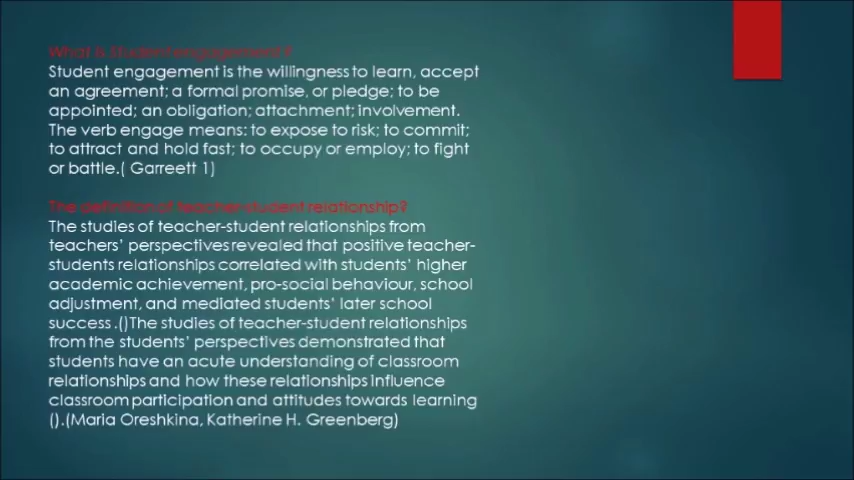 What is Student engagement ?
Student engagement is the willingness to learn, accept
an agreement; a formal promise, or pledge; to be
appointed; an obligation; attachment; involvement.
The verb engage means: to expose to risk; to commit;
to attract and hold fast; to occupy or employ; to fight
or battle.( Garreett 1)
The definition of teacher-student relationship?
The studies of teacher-student relationships from
teachers' perspectives revealed that positive teacher-
students relationships correlated with students' higher
academic achievement, pro-social behaviour, school
adjustment, and mediated students' later school
success .()The studies of teacher-student relationships
from the students' perspectives demonstrated that
students have an acute understanding of classroom
relationships and how these relationships influence
classroom participation and attitudes towards learning
().(Maria Oreshkina, Katherine H. Greenberg)